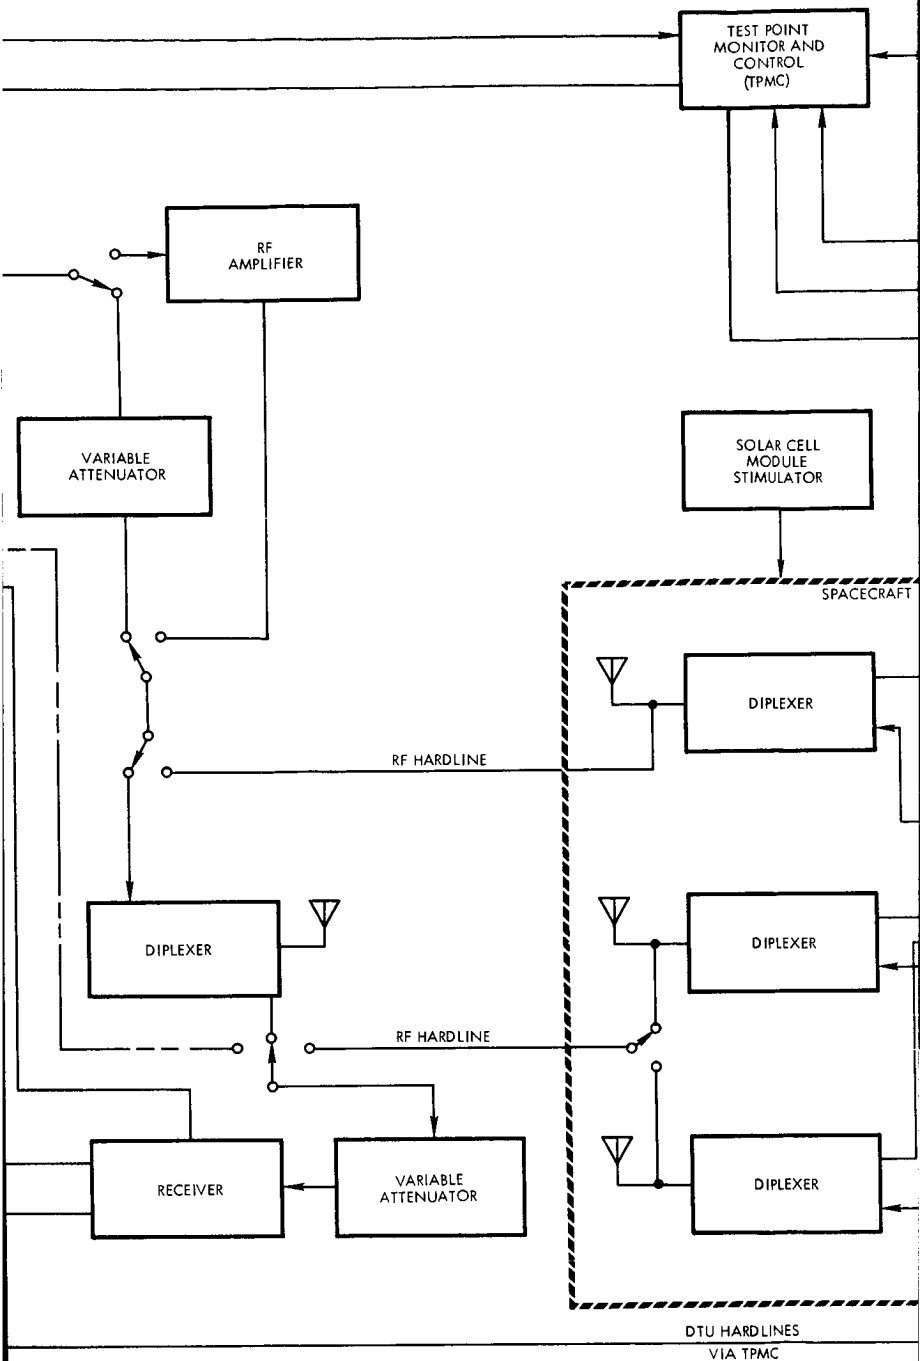 TEST POINT
MONITOR AND
CONTROL
(TPMC)
RF
AMPLIFIER
VARIABLE
ATTENUATOR
SOLAR CELL
MODULE
STIMULATOR
SPACECRAFT
DIPLEXER
RF HARDLINE
DIPLEXER
DIPLEXER
RF HARDLINE
RECEIVER
VARIABLE
ATTENUATOR
DIPLEXER
DTU HARDLINES
VIA TPMC